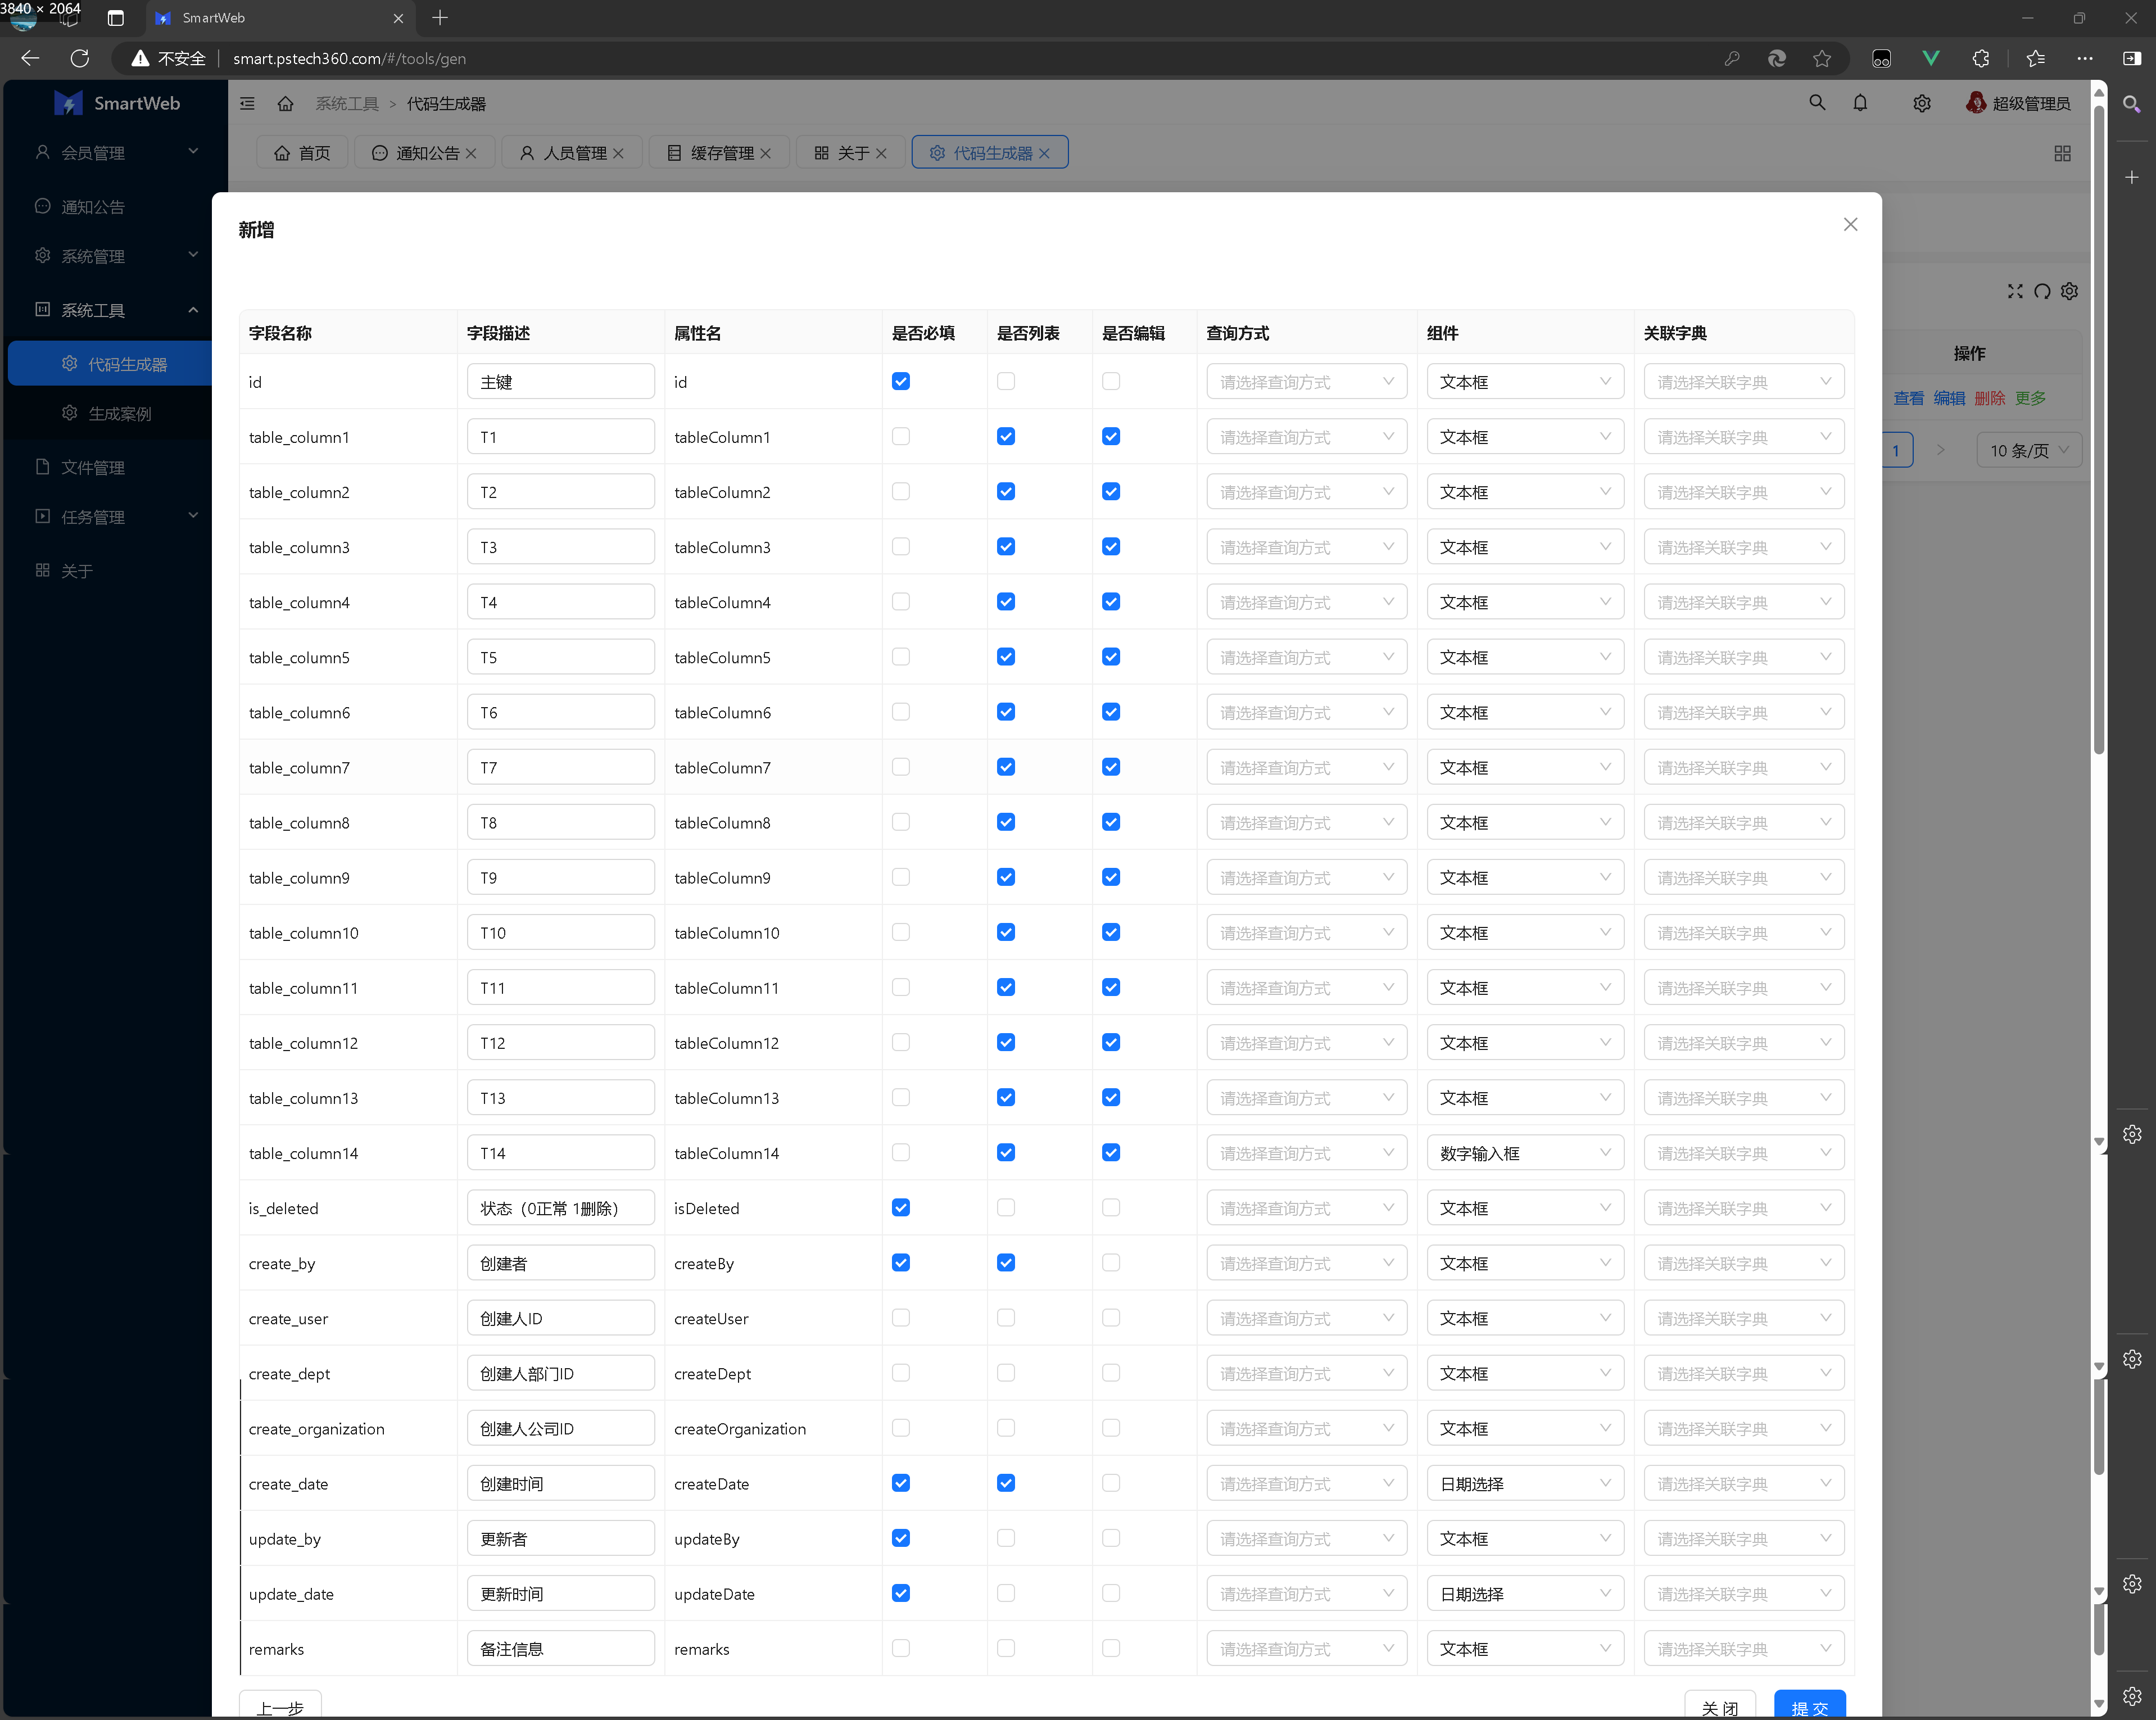 3840 × 2064
SmartWeb
不安全 smart.pstech360.com/#/tools/gen
SmartWeb
系统工具 > 代码生成器
超级管理员
首页 通知公告 人员管理 缓存管理 关于 代码生成器
会员管理
通知公告
系统管理
系统工具
代码生成器
生成案例
文件管理
任务管理
关于
操作
查看 编辑 删除 更多
1 > 10 条/页
新增
字段名称 字段描述 属性名 是否必填 是否列表 是否编辑 查询方式 组件 关联字典
id 主键 id 请选择查询方式 文本框 请选择关联字典
table_column1 T1 tableColumn1 请选择查询方式 文本框 请选择关联字典
table_column2 T2 tableColumn2 请选择查询方式 文本框 请选择关联字典
table_column3 T3 tableColumn3 请选择查询方式 文本框 请选择关联字典
table_column4 T4 tableColumn4 请选择查询方式 文本框 请选择关联字典
table_column5 T5 tableColumn5 请选择查询方式 文本框 请选择关联字典
table_column6 T6 tableColumn6 请选择查询方式 文本框 请选择关联字典
table_column7 T7 tableColumn7 请选择查询方式 文本框 请选择关联字典
table_column8 T8 tableColumn8 请选择查询方式 文本框 请选择关联字典
table_column9 T9 tableColumn9 请选择查询方式 文本框 请选择关联字典
table_column10 T10 tableColumn10 请选择查询方式 文本框 请选择关联字典
table_column11 T11 tableColumn11 请选择查询方式 文本框 请选择关联字典
table_column12 T12 tableColumn12 请选择查询方式 文本框 请选择关联字典
table_column13 T13 tableColumn13 请选择查询方式 文本框 请选择关联字典
table_column14 T14 tableColumn14 请选择查询方式 数字输入框 请选择关联字典
is_deleted 状态（0正常 1删除） isDeleted 请选择查询方式 文本框 请选择关联字典
create_by 创建者 createBy 请选择查询方式 文本框 请选择关联字典
create_user 创建人ID createUser 请选择查询方式 文本框 请选择关联字典
create_dept 创建人部门ID createDept 请选择查询方式 文本框 请选择关联字典
create_organization 创建人公司ID createOrganization 请选择查询方式 文本框 请选择关联字典
create_date 创建时间 createDate 请选择查询方式 日期选择 请选择关联字典
update_by 更新者 updateBy 请选择查询方式 文本框 请选择关联字典
update_date 更新时间 updateDate 请选择查询方式 日期选择 请选择关联字典
remarks 备注信息 remarks 请选择查询方式 文本框 请选择关联字典
上一步 关 闭 提 交